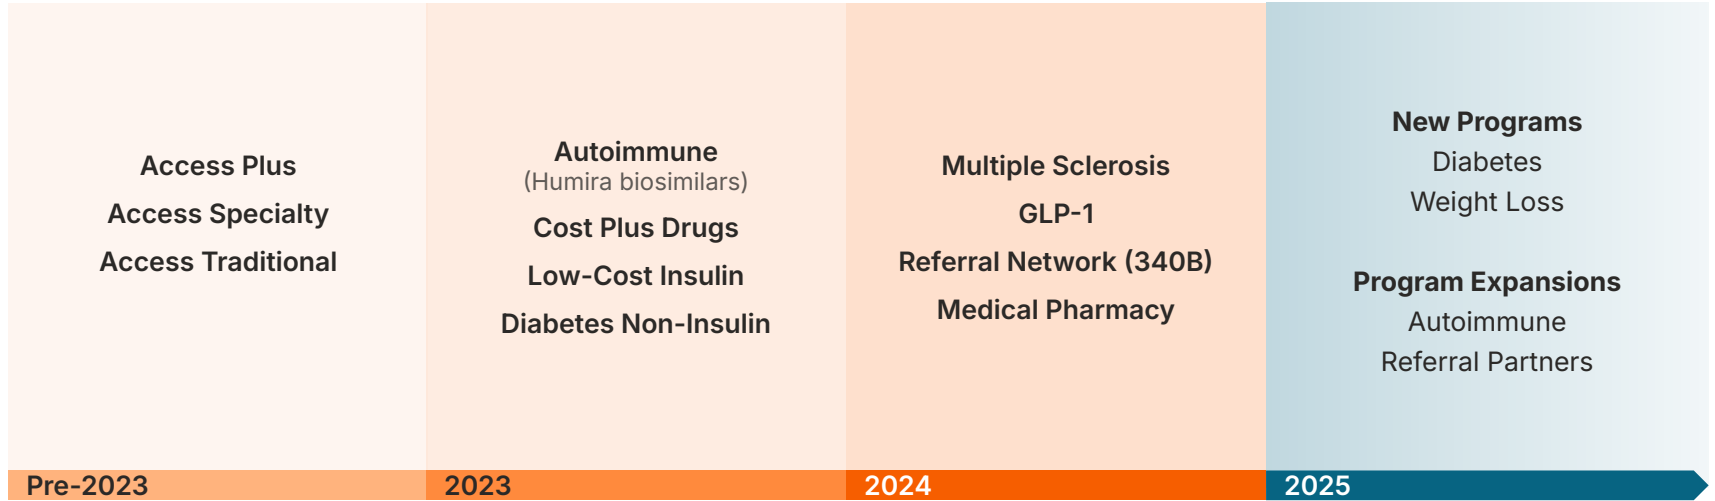 Access Plus
Access Specialty
Access Traditional
Pre-2023
Autoimmune
(Humira biosimilars)
Cost Plus Drugs
Low-Cost Insulin
Diabetes Non-Insulin
2023
Multiple Sclerosis
GLP-1
Referral Network (340B)
Medical Pharmacy
2024
New Programs
Diabetes
Weight Loss
Program Expansions
Autoimmune
Referral Partners
2025